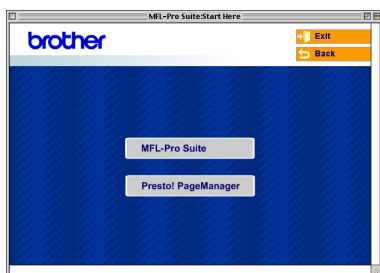 MFL-Pro Suite:Start Here
brother
Exit
Back
MFL-Pro Suite
Presto! PageManager